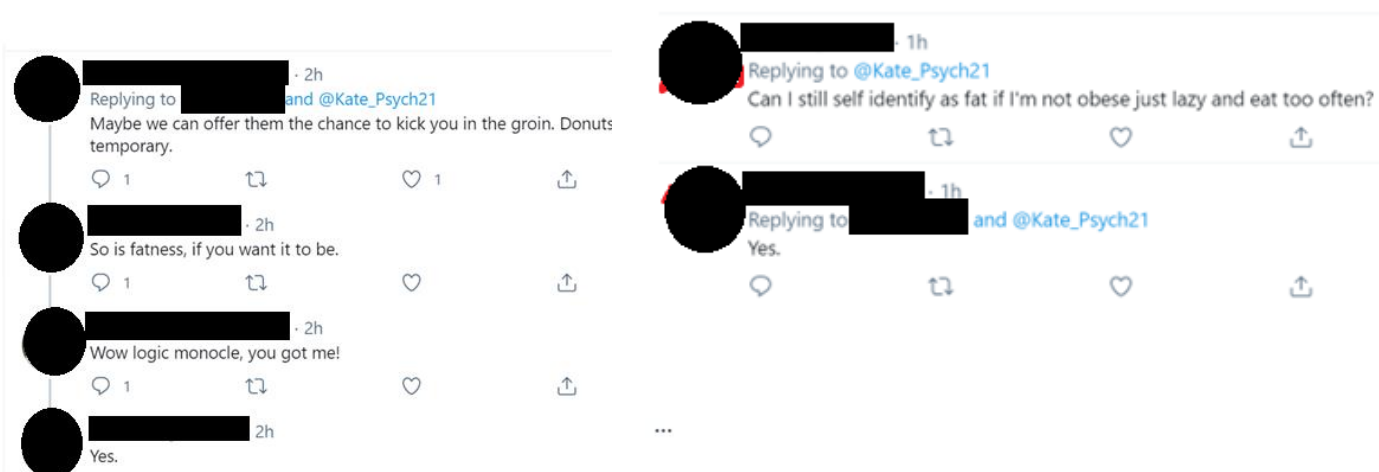 · 2h
Replying to and @Kate_Psych21
Maybe we can offer them the chance to kick you in the groin. Donuts
temporary.
1 1
· 2h
So is fatness, if you want it to be.
1
· 2h
Wow logic monocle, you got me!
1
2h
Yes.
· 1h
Replying to @Kate_Psych21
Can I still self identify as fat if I'm not obese just lazy and eat too often?
· 1h
Replying to and @Kate_Psych21
Yes.
...